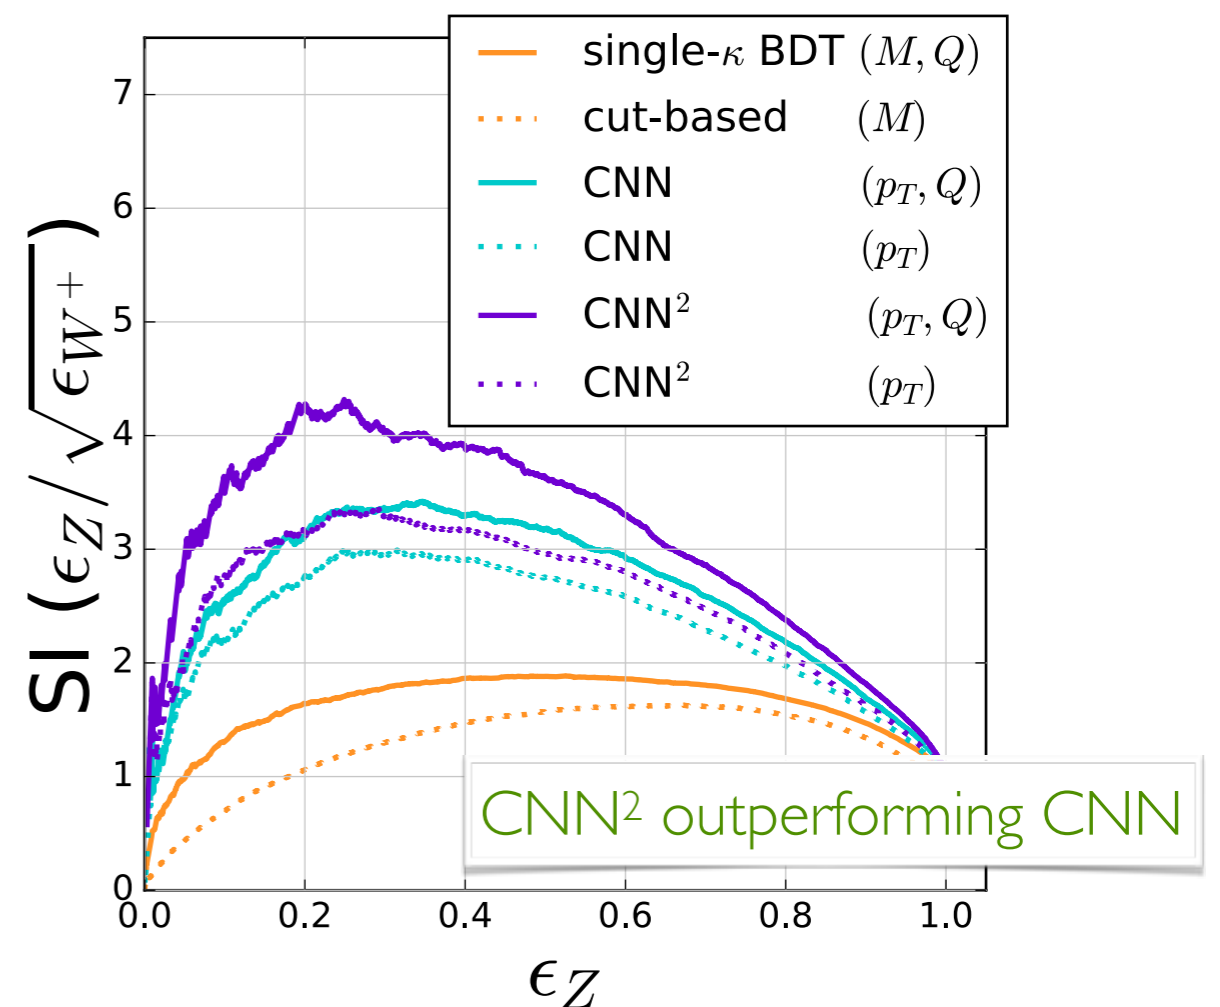 single-κ BDT (M, Q)
cut-based (M)
CNN (p_T, Q)
CNN (p_T)
CNN² (p_T, Q)
CNN² (p_T)
7
6
5
4
3
2
1
0
SI (ϵ_Z/√ϵ_W⁺)
CNN² outperforming CNN
0.0 0.2 0.4 0.6 0.8 1.0
ϵ_Z